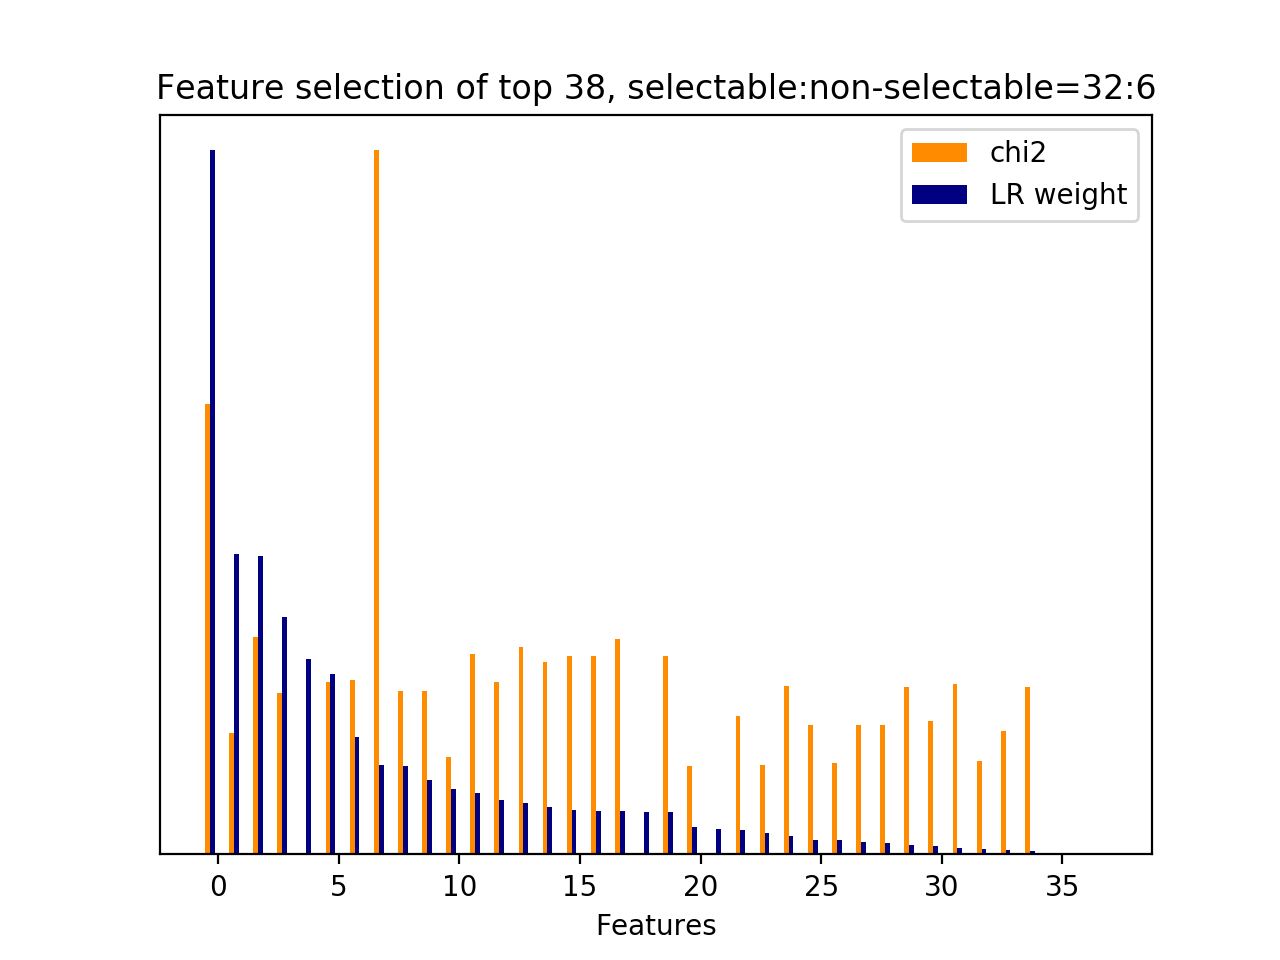 Feature selection of top 38, selectable:non-selectable=32:6
chi2
LR weight
0 5 10 15 20 25 30 35
Features